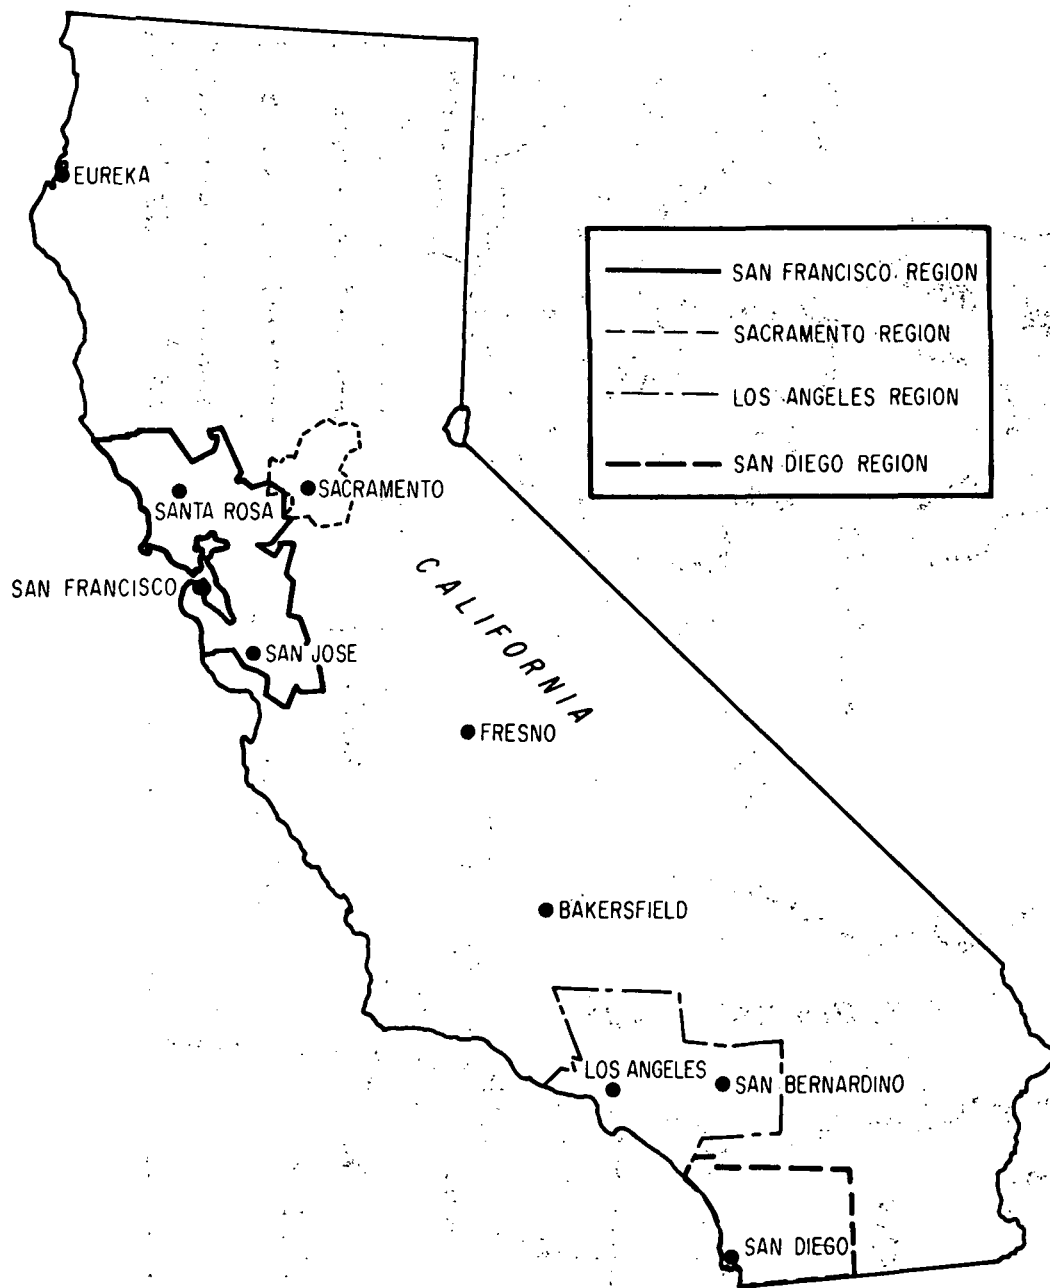 EUREKA
SAN FRANCISCO REGION
SACRAMENTO REGION
LOS ANGELES REGION
SAN DIEGO REGION
SACRAMENTO
SANTA ROSA
SAN FRANCISCO
SAN JOSE
CALIFORNIA
FRESNO
BAKERSFIELD
LOS ANGELES
SAN BERNARDINO
SAN DIEGO